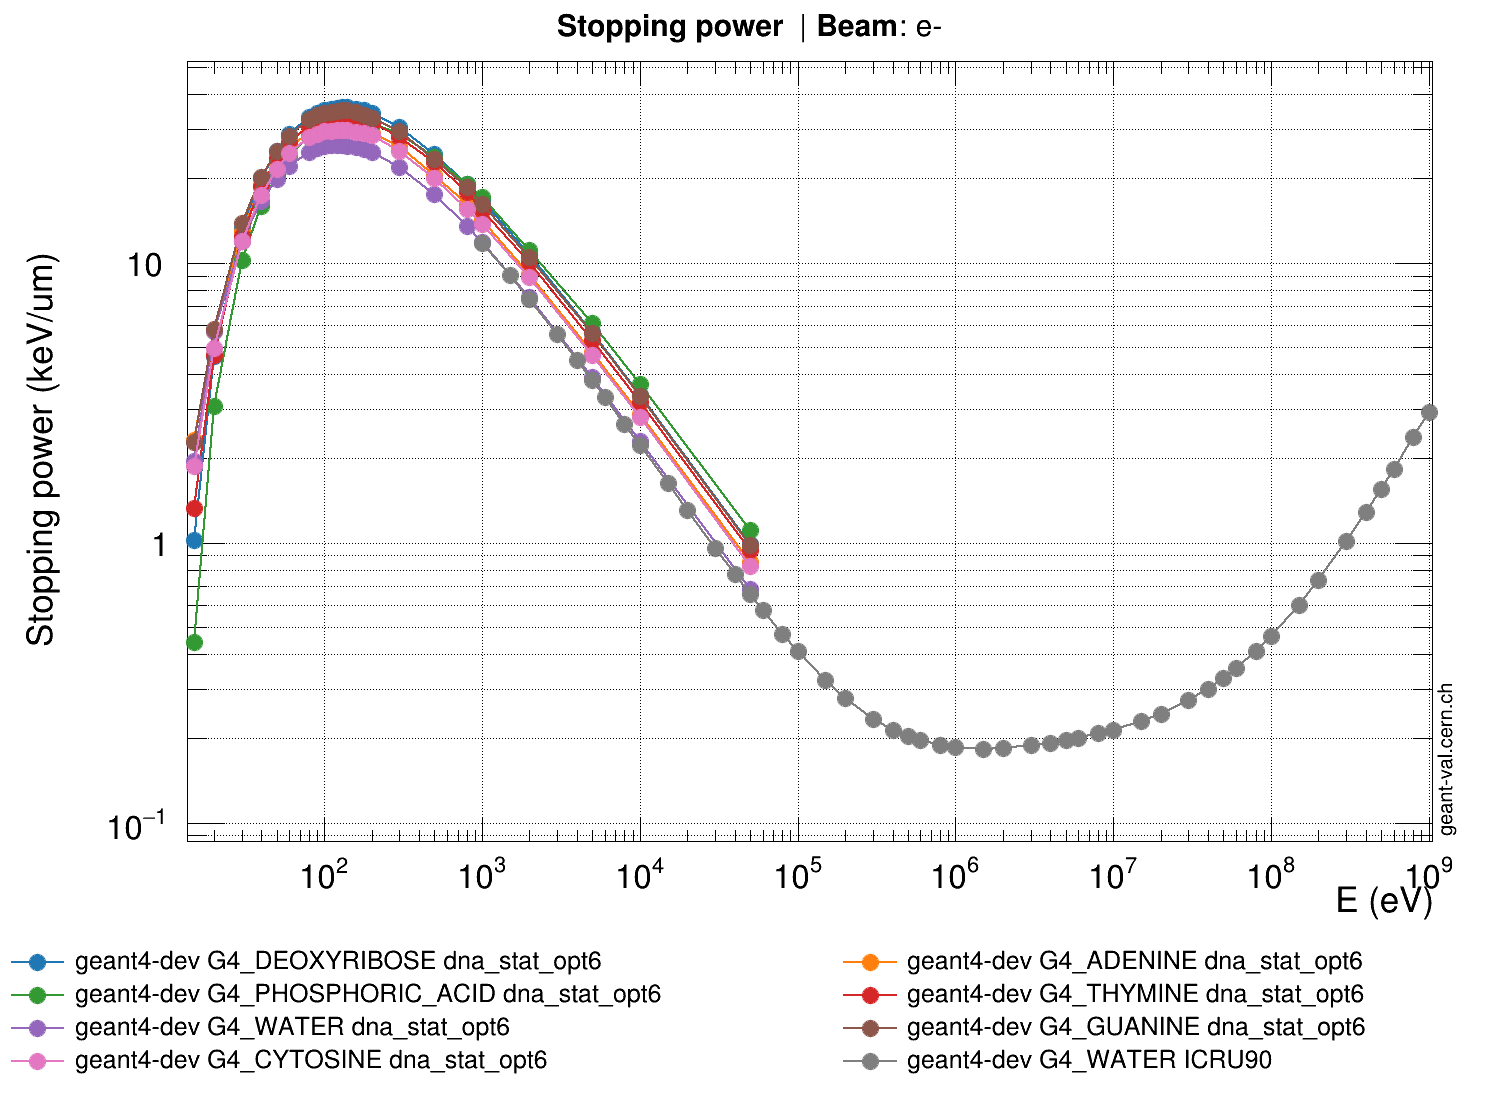 Stopping power | Beam: e-
Stopping power (keV/um)
10
1
10⁻¹
10² 10³ 10⁴ 10⁵ 10⁶ 10⁷ 10⁸ 10⁹
E (eV)
geant-val.cern.ch
geant4-dev G4_DEOXYRIBOSE dna_stat_opt6
geant4-dev G4_ADENINE dna_stat_opt6
geant4-dev G4_PHOSPHORIC_ACID dna_stat_opt6
geant4-dev G4_THYMINE dna_stat_opt6
geant4-dev G4_WATER dna_stat_opt6
geant4-dev G4_GUANINE dna_stat_opt6
geant4-dev G4_CYTOSINE dna_stat_opt6
geant4-dev G4_WATER ICRU90